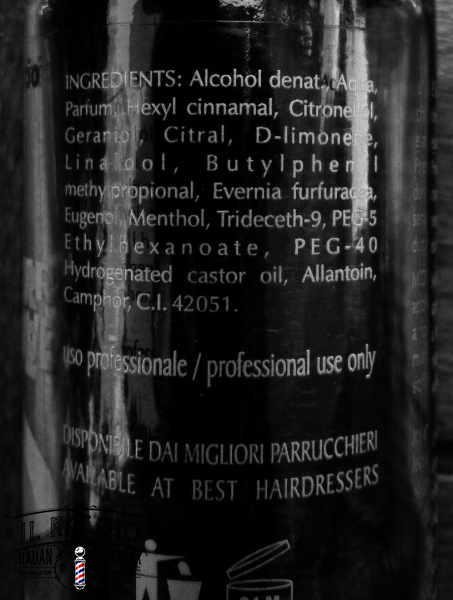 INGREDIENTS: Alcohol denat. Aqua,
Parfum, Hexyl cinnamal, Citronellol,
Geraniol, Citral, D-limonene,
Linalool, Butylphenyl
methylpropional, Evernia furfuracea,
Eugenol, Menthol, Trideceth-9, PEG-5
Ethylhexanoate, PEG-40
Hydrogenated castor oil, Allantoin,
Camphor, C.I. 42051.
uso professionale / professional use only
DISPONIBILE DAI MIGLIORI PARRUCCHIERI
AVAILABLE AT BEST HAIRDRESSERS
ITALIAN